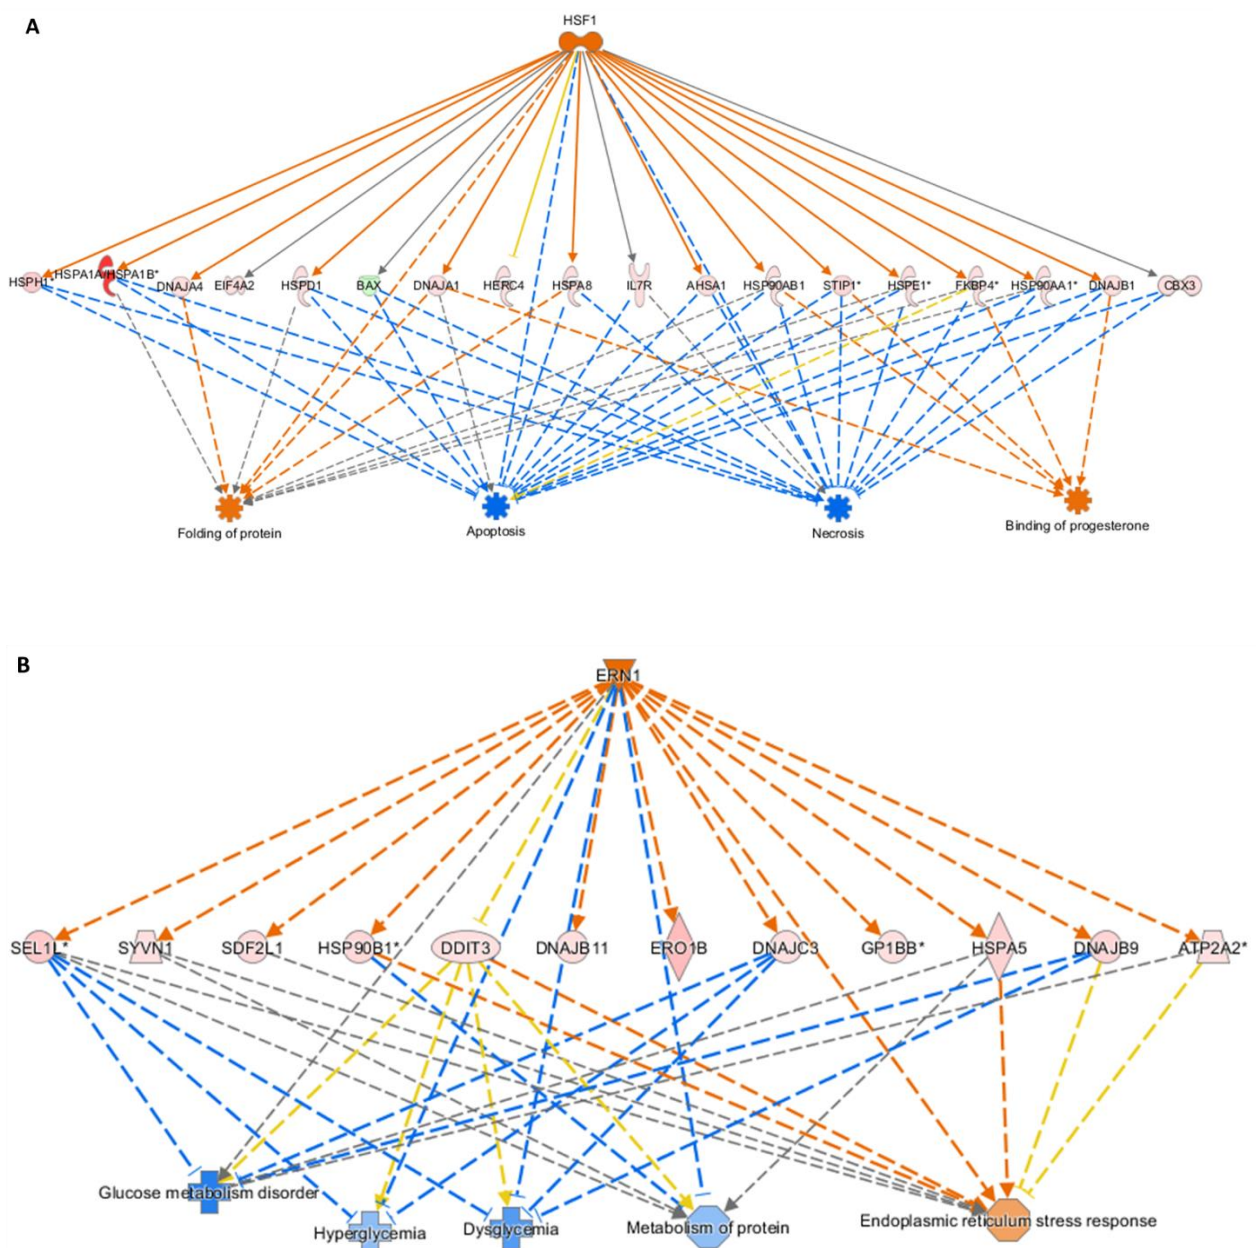 A
HSF1
HSPH1*
HSPA1A/HSPA1B*
DNAJA4
EIF4A2
HSPD1
BAX
DNAJA1
HERC4
HSPA8
IL7R
AHSA1
HSP90AB1
STIP1*
HSPE1*
FKBP4*
HSP90AA1*
DNAJB1
CBX3
Folding of protein
Apoptosis
Necrosis
Binding of progesterone
B
ERN1
SEL1L*
SYVN1
SDF2L1
HSP90B1*
DDIT3
DNAJB11
ERO1B
DNAJC3
GP1BB*
HSPA5
DNAJB9
ATP2A2*
Glucose metabolism disorder
Hyperglycemia
Dysglycemia
Metabolism of protein
Endoplasmic reticulum stress response